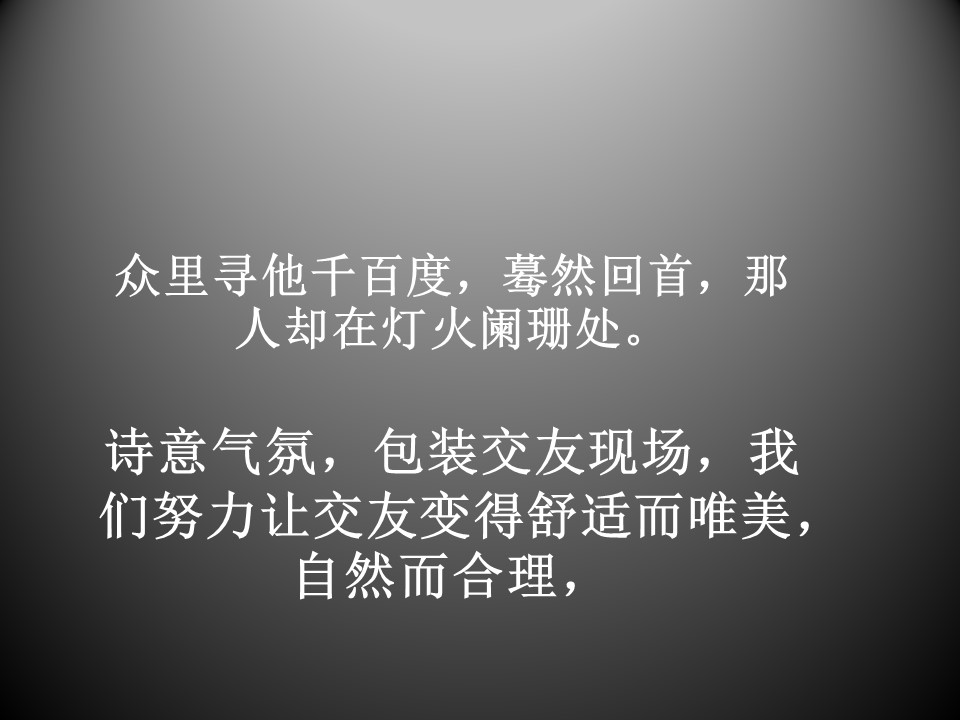 众里寻他千百度，蓦然回首，那
人却在灯火阑珊处。
诗意气氛，包装交友现场，我
们努力让交友变得舒适而唯美，
自然而合理，